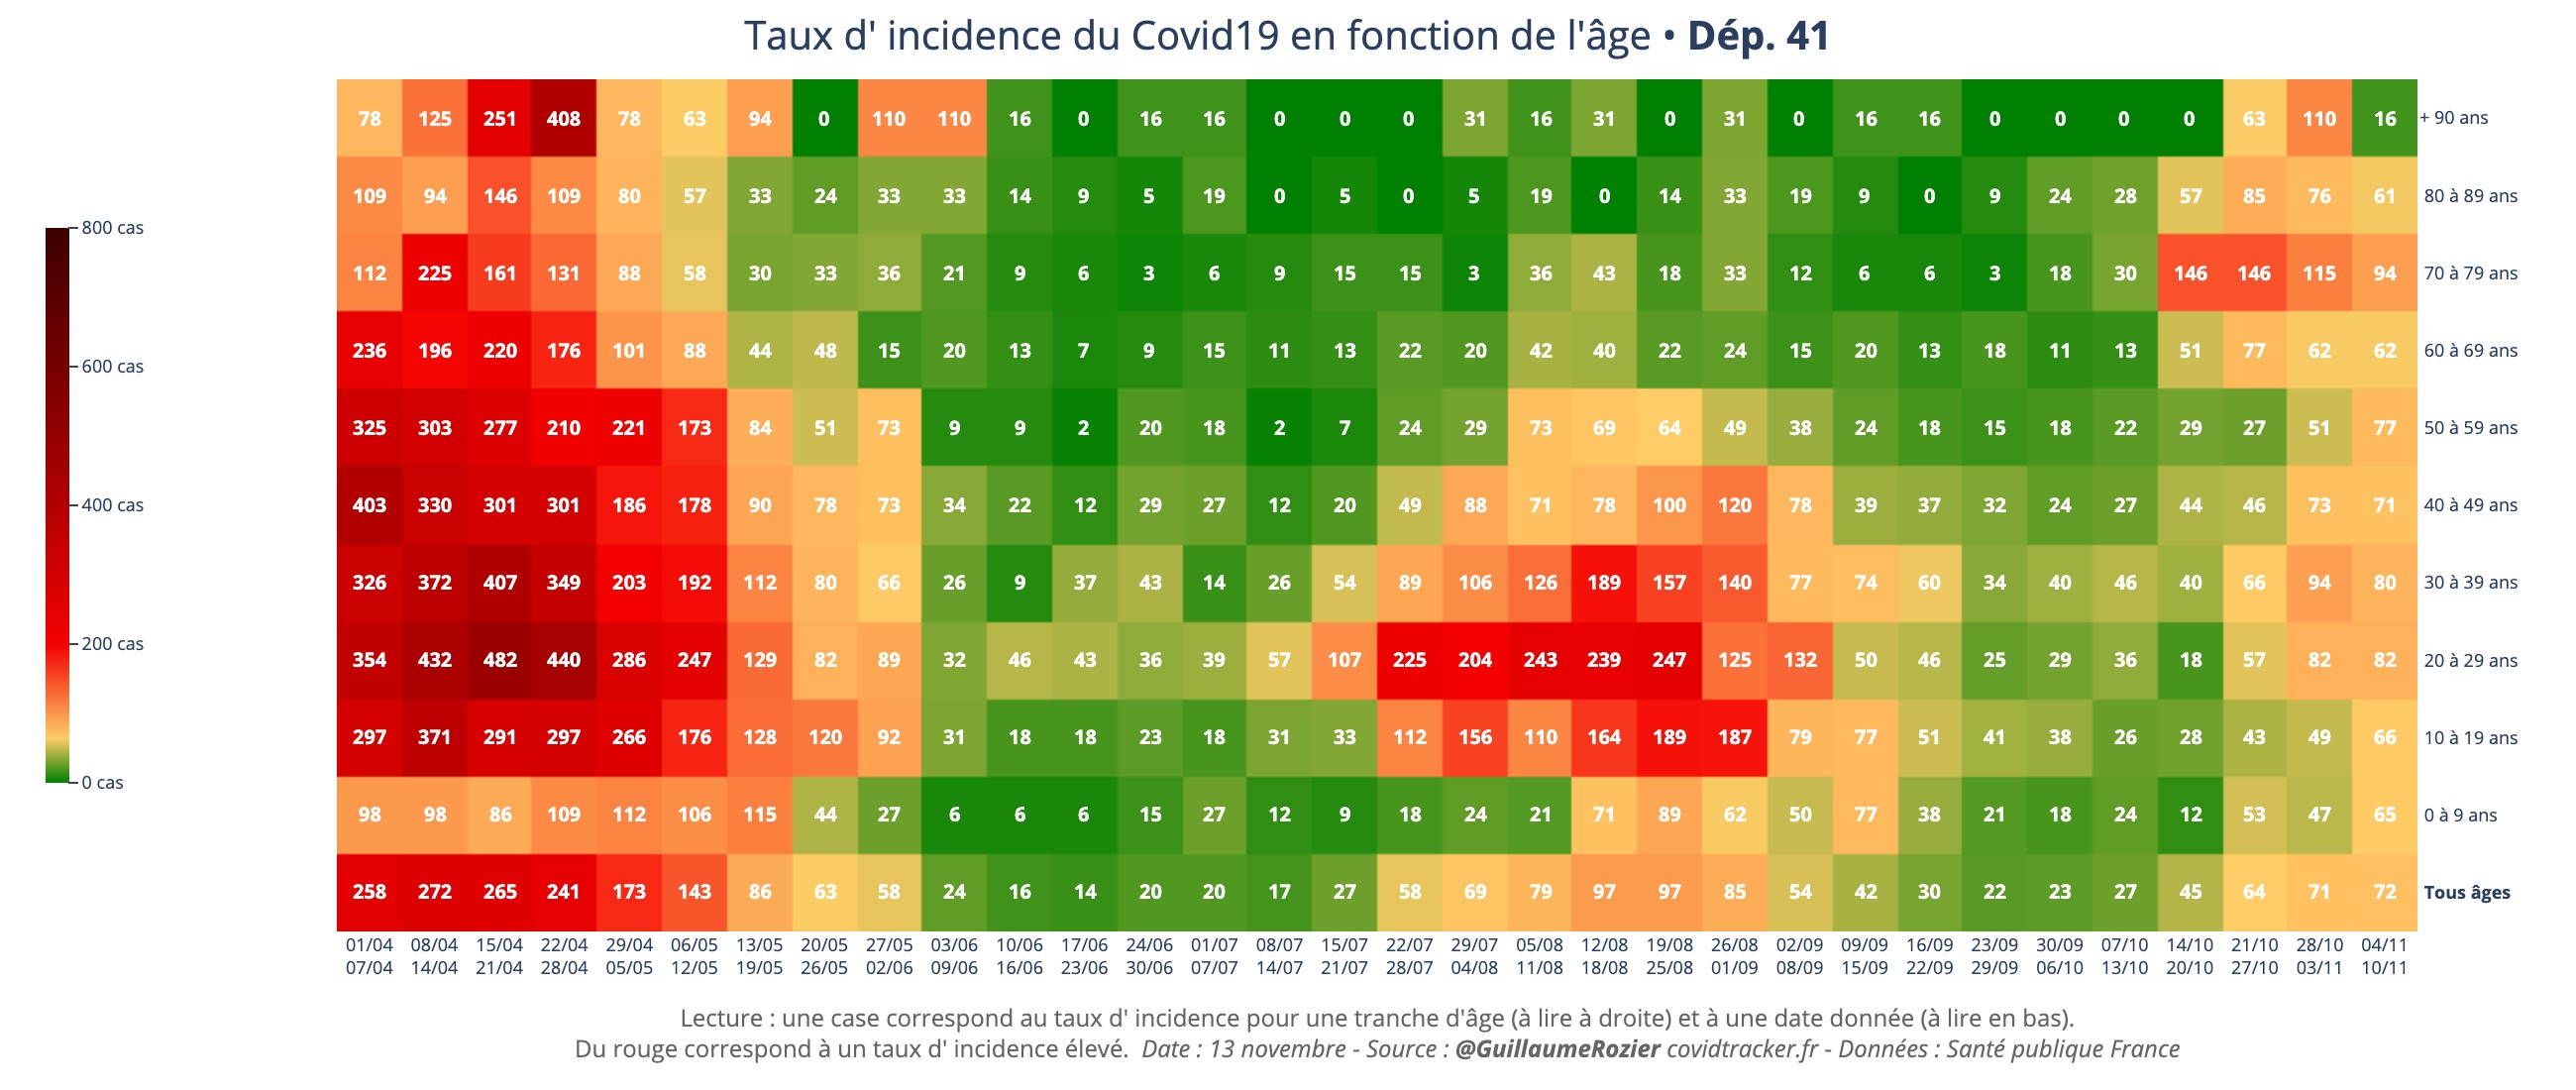 Taux d' incidence du Covid19 en fonction de l'âge • Dép. 41
78 125 251 408 78 63 94 0 110 110 16 0 16 16 0 0 0 31 16 31 0 31 0 16 16 0 0 0 0 63 110 16 + 90 ans
109 94 146 109 80 57 33 24 33 33 14 9 5 19 0 5 0 5 19 0 14 33 19 9 0 9 24 28 57 85 76 61 80 à 89 ans
112 225 161 131 88 58 30 33 36 21 9 6 3 6 9 15 15 3 36 43 18 33 12 6 6 3 18 30 146 146 115 94 70 à 79 ans
236 196 220 176 101 88 44 48 15 20 13 7 9 15 11 13 22 20 42 40 22 24 15 20 13 18 11 13 51 77 62 62 60 à 69 ans
325 303 277 210 221 173 84 51 73 9 9 2 20 18 2 7 24 29 73 69 64 49 38 24 18 15 18 22 29 27 51 77 50 à 59 ans
403 330 301 301 186 178 90 78 73 34 22 12 29 27 12 20 49 88 71 78 100 120 78 39 37 32 24 27 44 46 73 71 40 à 49 ans
326 372 407 349 203 192 112 80 66 26 9 37 43 14 26 54 89 106 126 189 157 140 77 74 60 34 40 46 40 66 94 80 30 à 39 ans
354 432 482 440 286 247 129 82 89 32 46 43 36 39 57 107 225 204 243 239 247 125 132 50 46 25 29 36 18 57 82 82 20 à 29 ans
297 371 291 297 266 176 128 120 92 31 18 18 23 18 31 33 112 156 110 164 189 187 79 77 51 41 38 26 28 43 49 66 10 à 19 ans
98 98 86 109 112 106 115 44 27 6 6 6 15 27 12 9 18 24 21 71 89 62 50 77 38 21 18 24 12 53 47 65 0 à 9 ans
258 272 265 241 173 143 86 63 58 24 16 14 20 20 17 27 58 69 79 97 97 85 54 42 30 22 23 27 45 64 71 72 Tous âges
01/04 08/04 15/04 22/04 29/04 06/05 13/05 20/05 27/05 03/06 10/06 17/06 24/06 01/07 08/07 15/07 22/07 29/07 05/08 12/08 19/08 26/08 02/09 09/09 16/09 23/09 30/09 07/10 14/10 21/10 28/10 04/11
07/04 14/04 21/04 28/04 05/05 12/05 19/05 26/05 02/06 09/06 16/06 23/06 30/06 07/07 14/07 21/07 28/07 04/08 11/08 18/08 25/08 01/09 08/09 15/09 22/09 29/09 06/10 13/10 20/10 27/10 03/11 10/11
800 cas
600 cas
400 cas
200 cas
0 cas
Lecture : une case correspond au taux d' incidence pour une tranche d'âge (à lire à droite) et à une date donnée (à lire en bas).
Du rouge correspond à un taux d' incidence élevé. Date : 13 novembre - Source : @GuillaumeRozier covidtracker.fr - Données : Santé publique France